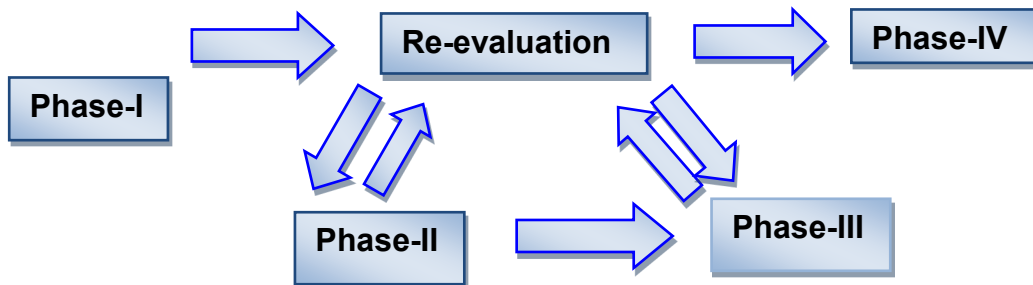 Re-evaluation
Phase-IV
Phase-I
Phase-II
Phase-III